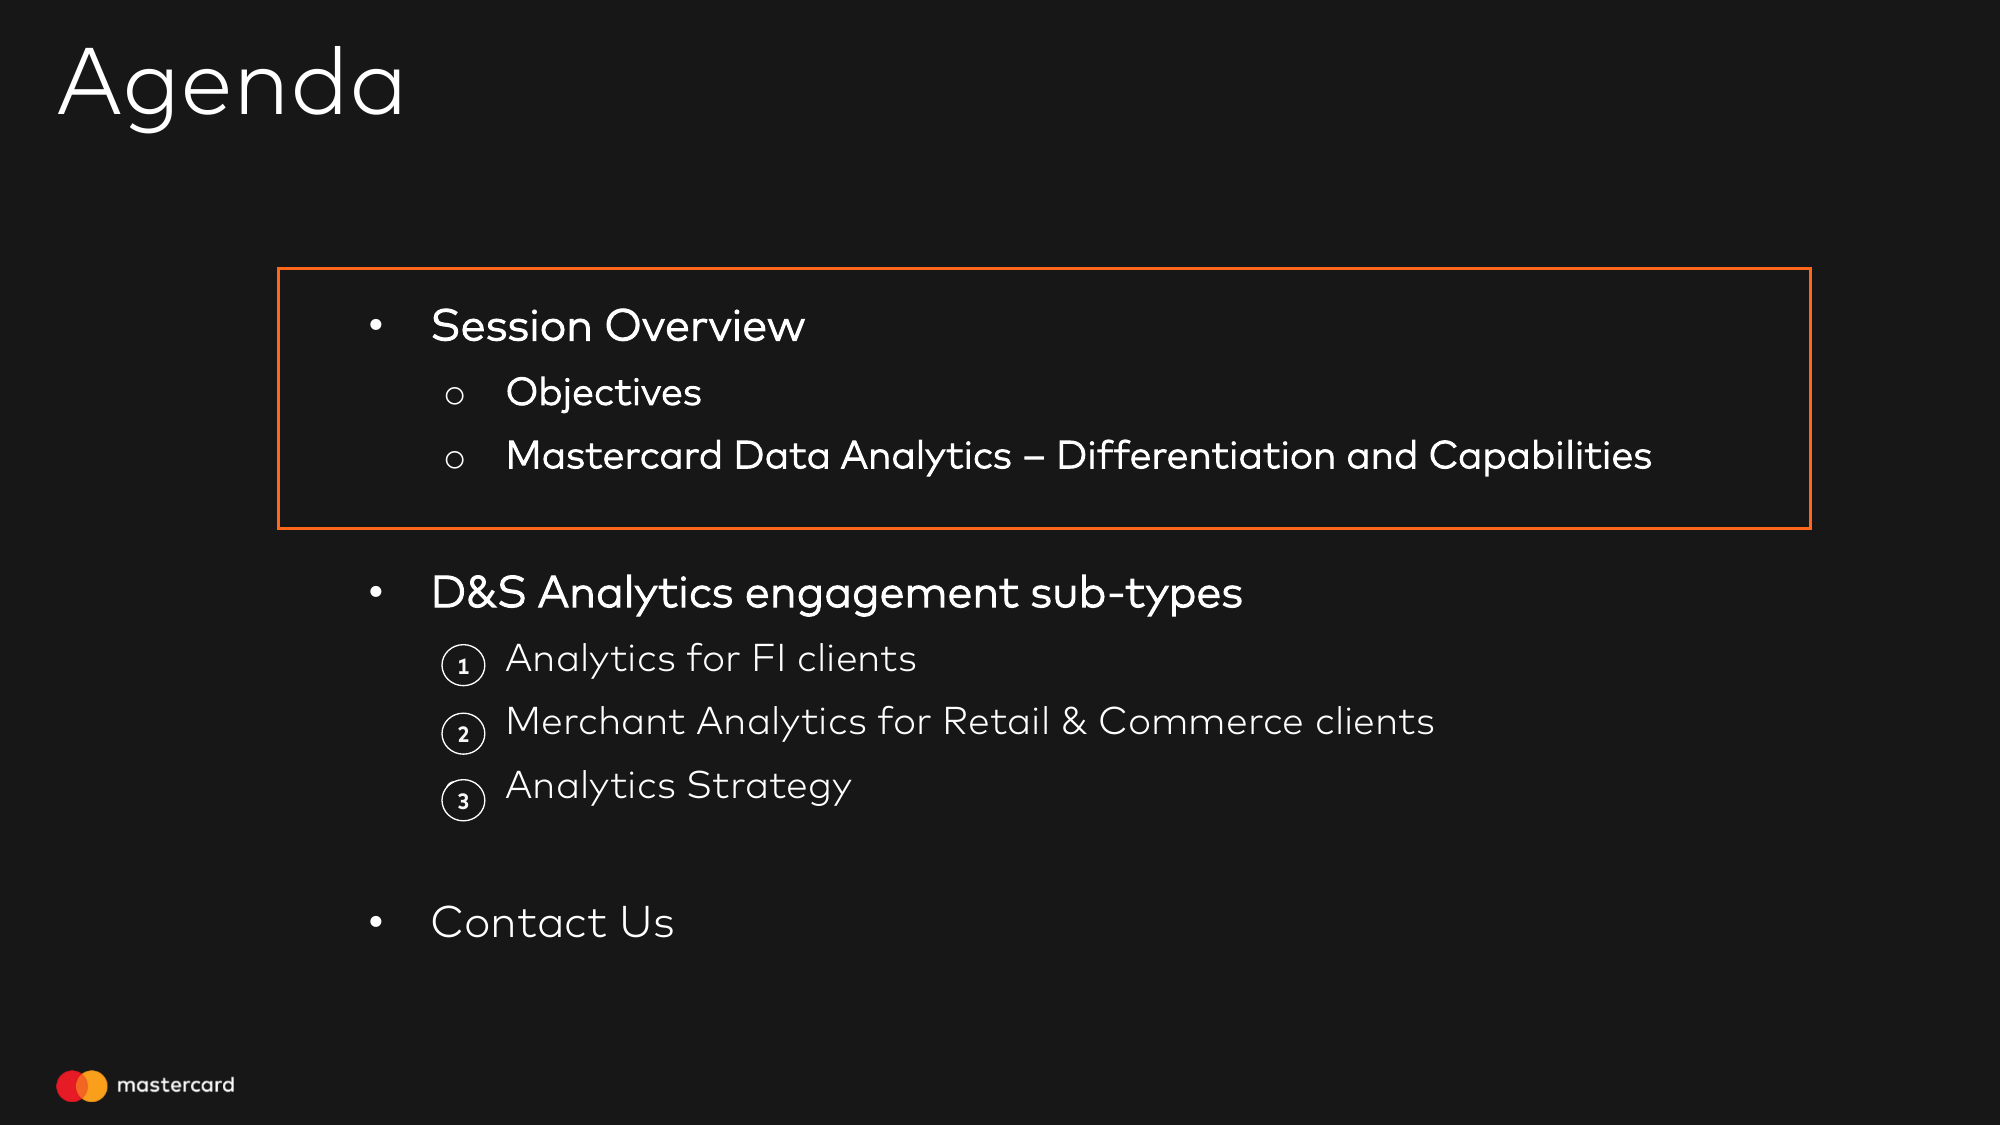 Agenda
• Session Overview
○ Objectives
○ Mastercard Data Analytics – Differentiation and Capabilities
• D&S Analytics engagement sub-types
1 Analytics for FI clients
2 Merchant Analytics for Retail & Commerce clients
3 Analytics Strategy
• Contact Us
mastercard